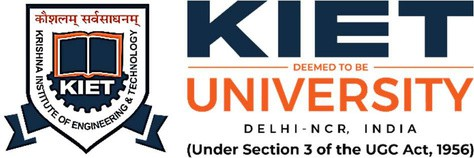 कौशलम् सर्वसाधनम्
KRISHNA INSTITUTE OF ENGINEERING & TECHNOLOGY
KIET
KIET
DEEMED TO BE
UNIVERSITY
DELHI-NCR, INDIA
(Under Section 3 of the UGC Act, 1956)